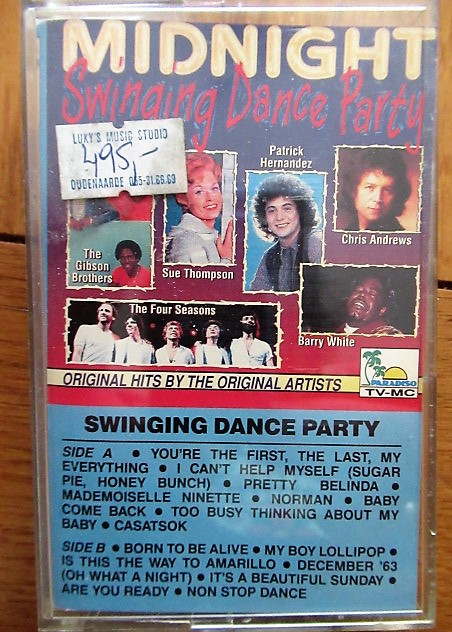 MIDNIGHT
Swinging Dance Party
LUKY'S MUSIC STUDIO
495,-
OUDENAARDE 055-31.66.69
Patrick
Hernandez
Chris Andrews
The
Gibson
Brothers
Sue Thompson
The Four Seasons
Barry White
ORIGINAL HITS BY THE ORIGINAL ARTISTS
PARADISO
TV-MC
SWINGING DANCE PARTY
SIDE A • YOU'RE THE FIRST, THE LAST, MY
EVERYTHING • I CAN'T HELP MYSELF (SUGAR
PIE, HONEY BUNCH) • PRETTY BELINDA •
MADEMOISELLE NINETTE • NORMAN • BABY
COME BACK • TOO BUSY THINKING ABOUT MY
BABY • CASATSOK
SIDE B • BORN TO BE ALIVE • MY BOY LOLLIPOP •
IS THIS THE WAY TO AMARILLO • DECEMBER '63
(OH WHAT A NIGHT) • IT'S A BEAUTIFUL SUNDAY •
ARE YOU READY • NON STOP DANCE